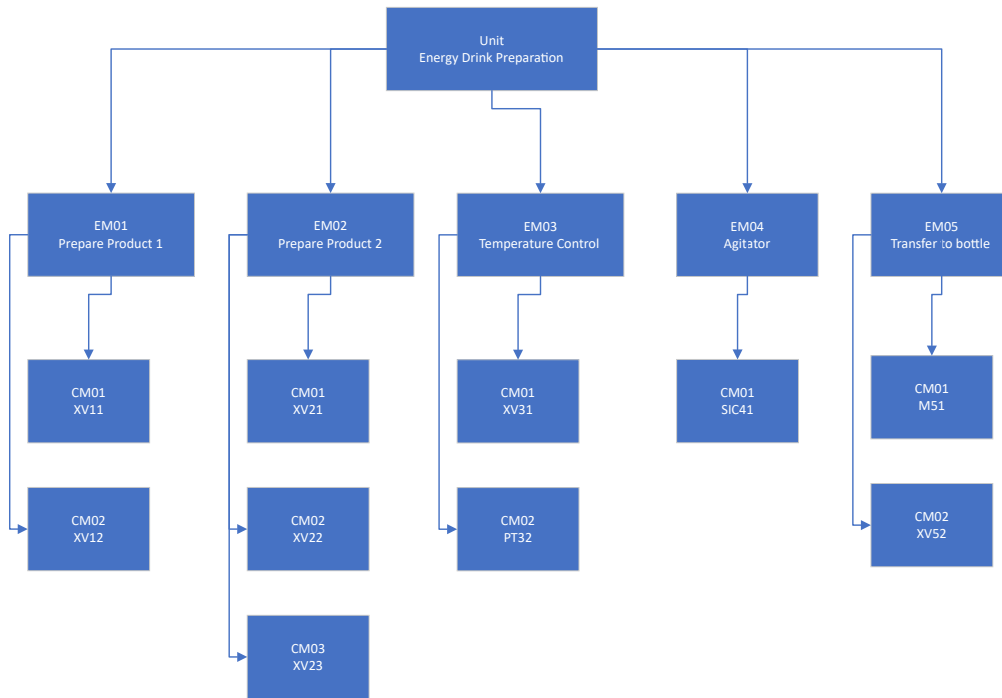 Unit
Energy Drink Preparation
EM01
Prepare Product 1
EM02
Prepare Product 2
EM03
Temperature Control
EM04
Agitator
EM05
Transfer to bottle
CM01
XV11
CM01
XV21
CM01
XV31
CM01
SIC41
CM01
M51
CM02
XV12
CM02
XV22
CM02
PT32
CM02
XV52
CM03
XV23